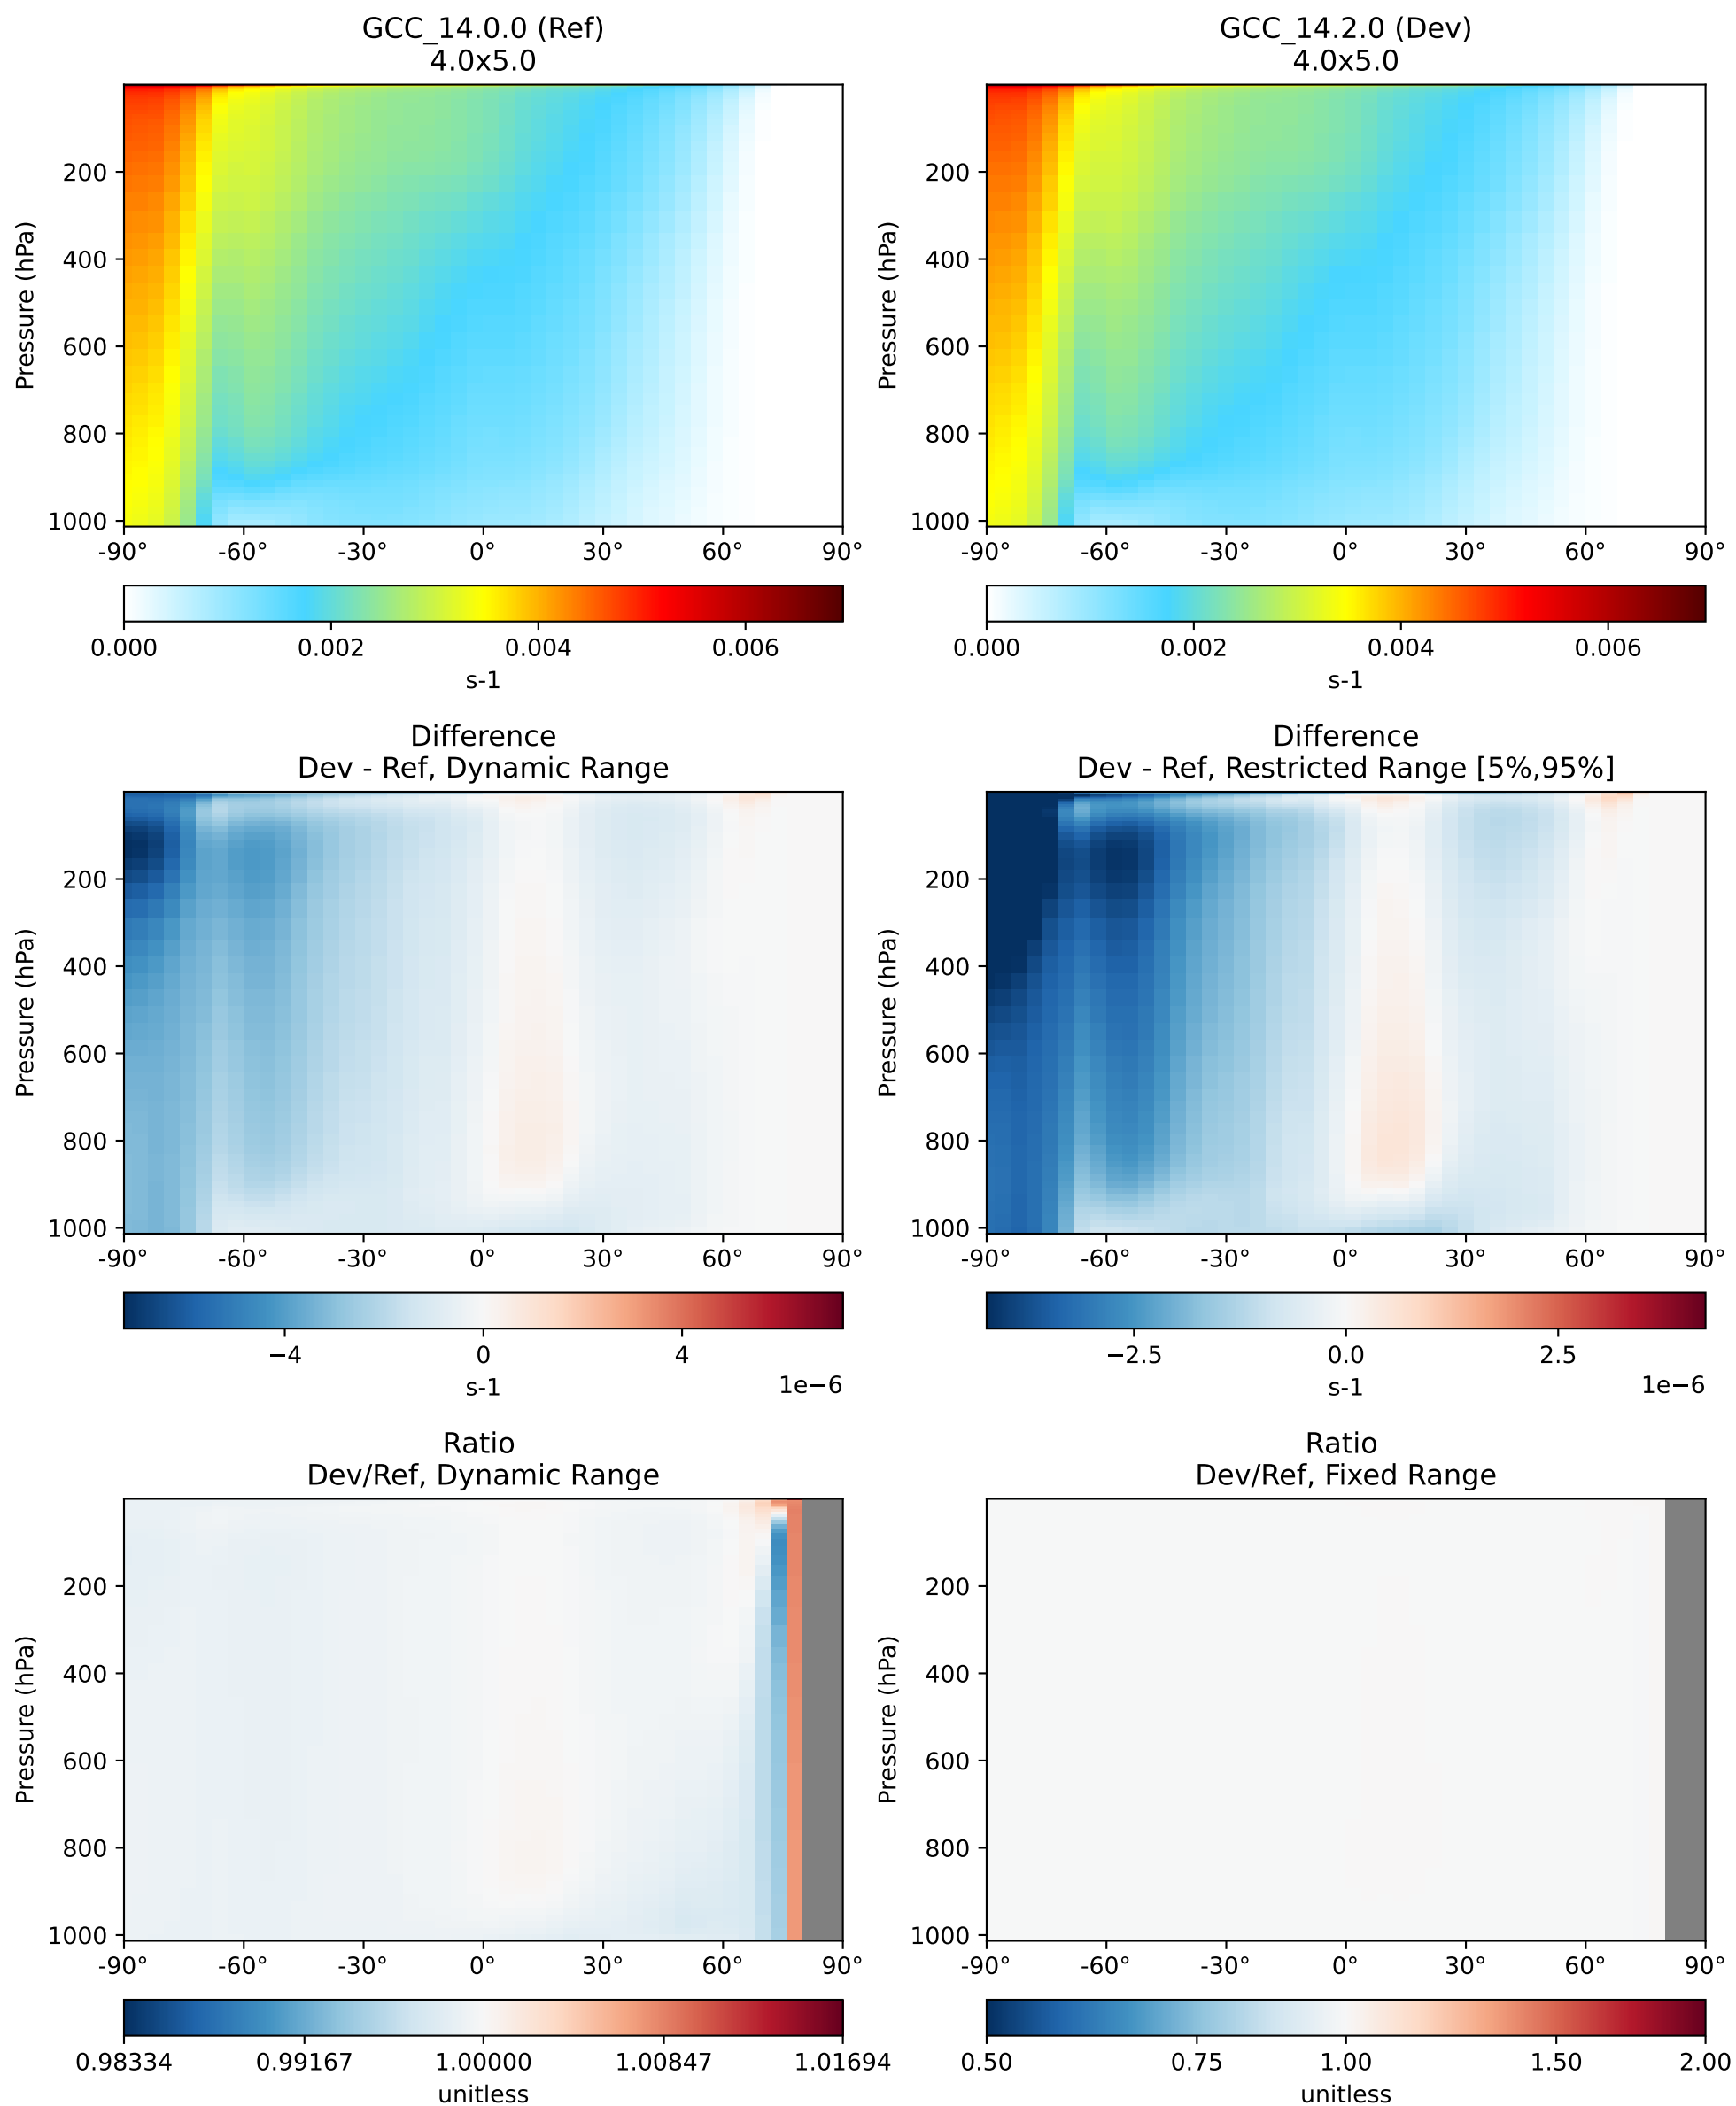 GCC_14.0.0 (Ref)
4.0x5.0
GCC_14.2.0 (Dev)
4.0x5.0
Pressure (hPa)
200
400
600
800
1000
-90° -60° -30° 0° 30° 60° 90°
Pressure (hPa)
200
400
600
800
1000
-90° -60° -30° 0° 30° 60° 90°
0.000 0.002 0.004 0.006
s-1
0.000 0.002 0.004 0.006
s-1
Difference
Dev - Ref, Dynamic Range
Difference
Dev - Ref, Restricted Range [5%,95%]
Pressure (hPa)
200
400
600
800
1000
-90° -60° -30° 0° 30° 60° 90°
Pressure (hPa)
200
400
600
800
1000
-90° -60° -30° 0° 30° 60° 90°
−4 0 4
s-1
1e−6
−2.5 0.0 2.5
s-1
1e−6
Ratio
Dev/Ref, Dynamic Range
Ratio
Dev/Ref, Fixed Range
Pressure (hPa)
200
400
600
800
1000
-90° -60° -30° 0° 30° 60° 90°
Pressure (hPa)
200
400
600
800
1000
-90° -60° -30° 0° 30° 60° 90°
0.98334 0.99167 1.00000 1.00847 1.01694
unitless
0.50 0.75 1.00 1.50 2.00
unitless